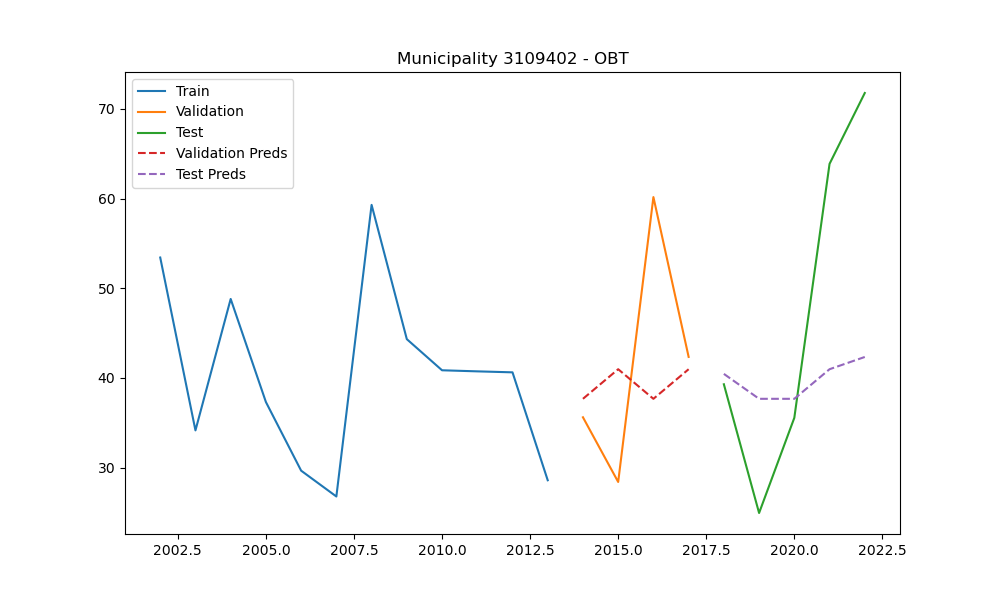 Municipality 3109402 - OBT
Train
Validation
Test
Validation Preds
Test Preds
70
60
50
40
30
2002.5 2005.0 2007.5 2010.0 2012.5 2015.0 2017.5 2020.0 2022.5